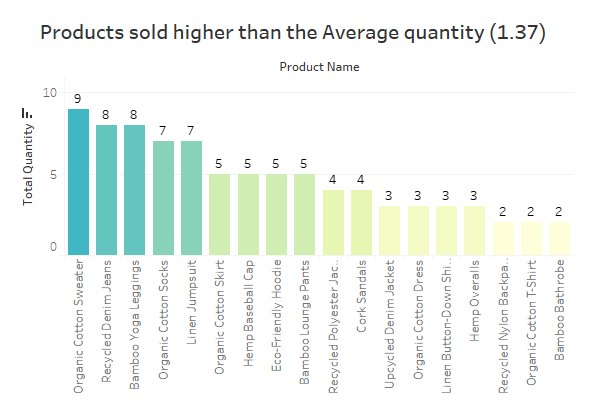 Products sold higher than the Average quantity (1.37)
Product Name
Total Quantity
10
5
0
9
8
8
7
7
5
5
5
5
4
4
3
3
3
3
2
2
2
Organic Cotton Sweater
Recycled Denim Jeans
Bamboo Yoga Leggings
Organic Cotton Socks
Linen Jumpsuit
Organic Cotton Skirt
Hemp Baseball Cap
Eco-Friendly Hoodie
Bamboo Lounge Pants
Recycled Polyester Jac..
Cork Sandals
Upcycled Denim Jacket
Organic Cotton Dress
Linen Button-Down Shi..
Hemp Overalls
Recycled Nylon Backpa..
Organic Cotton T-Shirt
Bamboo Bathrobe